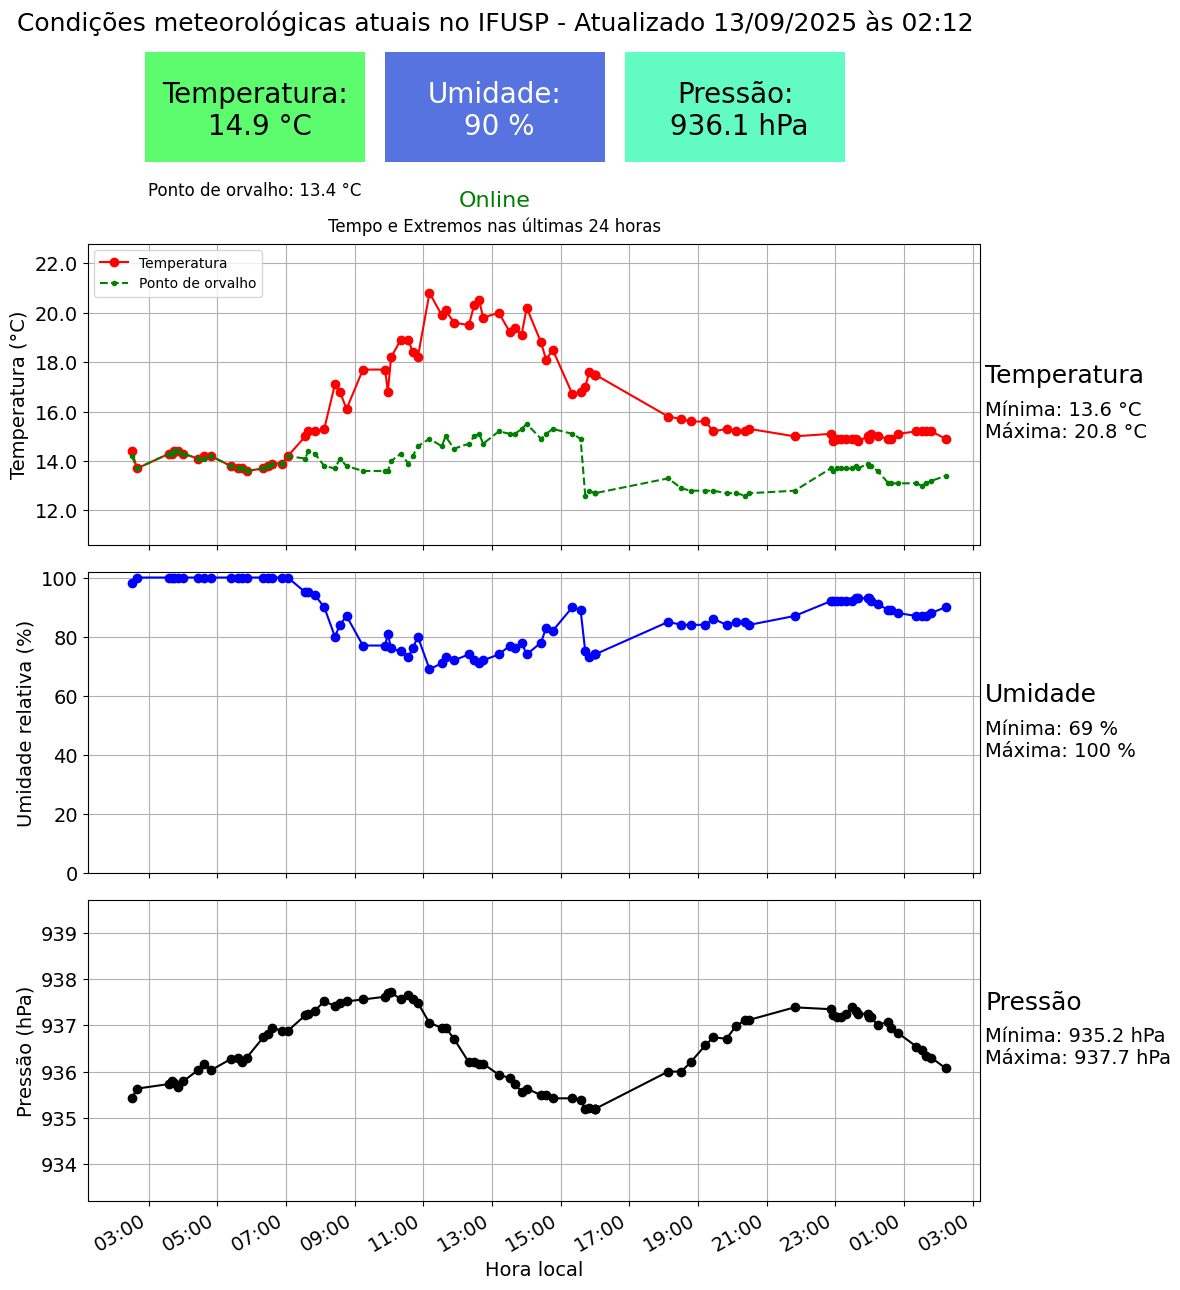 Condições meteorológicas atuais no IFUSP - Atualizado 13/09/2025 às 02:12
Temperatura:
14.9 °C
Umidade:
90 %
Pressão:
936.1 hPa
Ponto de orvalho: 13.4 °C
Online
Tempo e Extremos nas últimas 24 horas
Temperatura (°C)
22.0
20.0
18.0
16.0
14.0
12.0
Temperatura
Ponto de orvalho
Temperatura
Mínima: 13.6 °C
Máxima: 20.8 °C
Umidade relativa (%)
100
80
60
40
20
0
Umidade
Mínima: 69 %
Máxima: 100 %
Pressão (hPa)
939
938
937
936
935
934
Pressão
Mínima: 935.2 hPa
Máxima: 937.7 hPa
03:00 05:00 07:00 09:00 11:00 13:00 15:00 17:00 19:00 21:00 23:00 01:00 03:00
Hora local